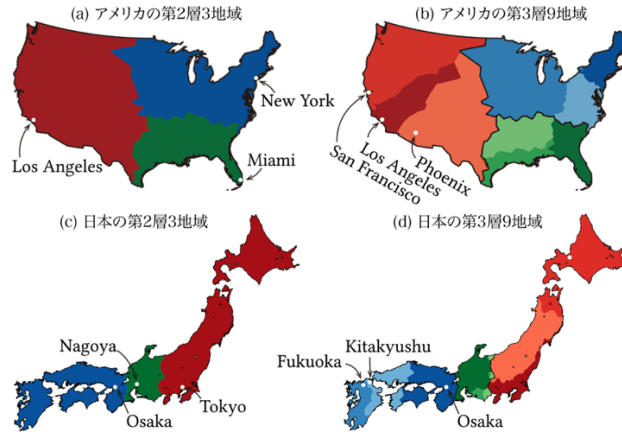 (a) アメリカの第2層3地域
New York
Los Angeles
Miami
(b) アメリカの第3層9地域
Phoenix
Los Angeles
San Francisco
(c) 日本の第2層3地域
Nagoya
Osaka
Tokyo
(d) 日本の第3層9地域
Kitakyushu
Fukuoka
Osaka